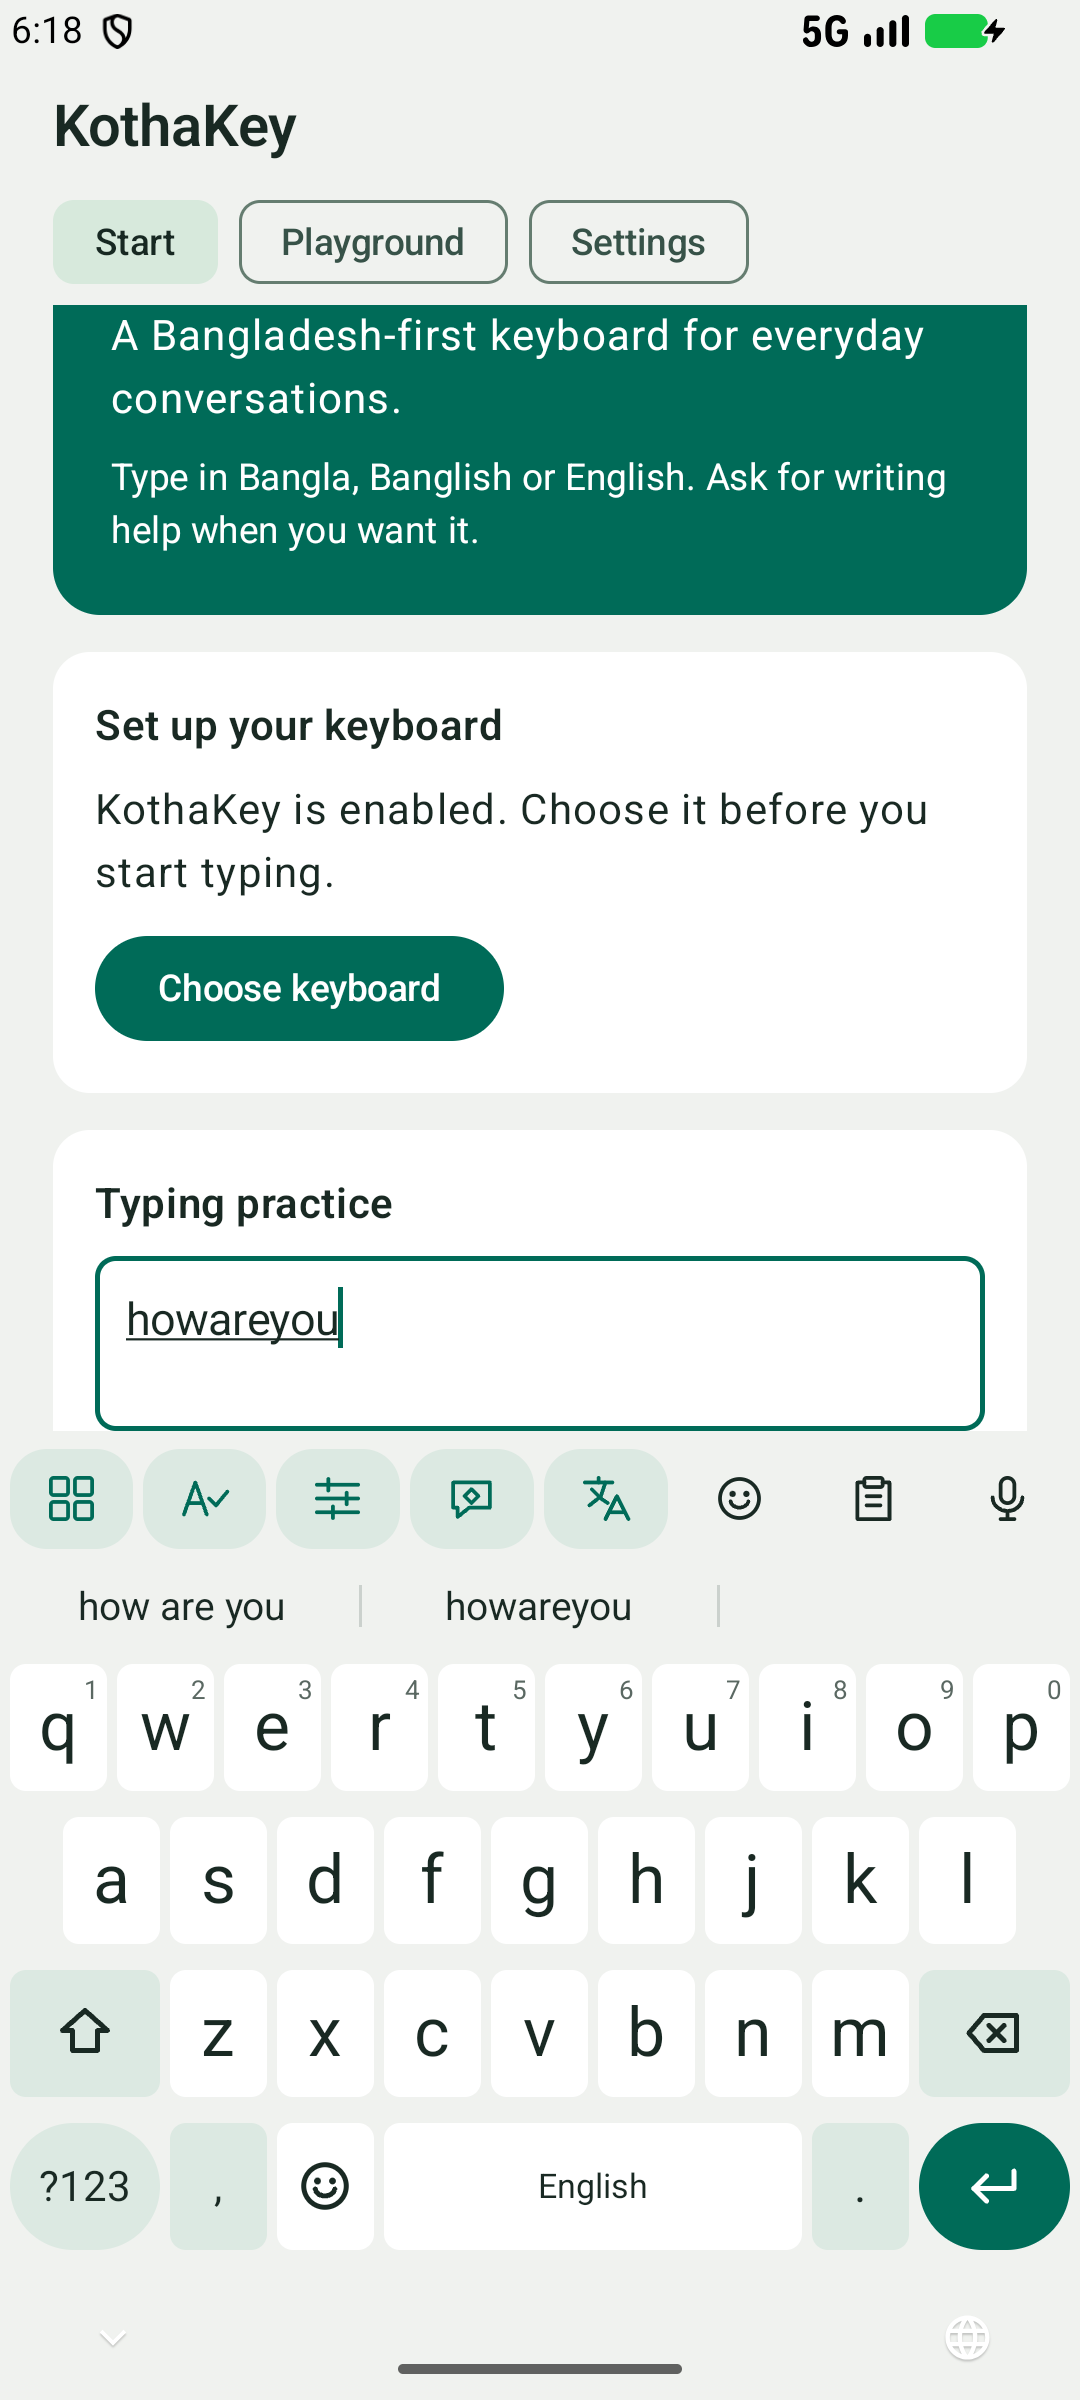 6:18
5G
KothaKey
Start Playground Settings
A Bangladesh-first keyboard for everyday
conversations.
Type in Bangla, Banglish or English. Ask for writing
help when you want it.
Set up your keyboard
KothaKey is enabled. Choose it before you
start typing.
Choose keyboard
Typing practice
howareyou
how are you howareyou
q 1 w 2 e 3 r 4 t 5 y 6 u 7 i 8 o 9 p 0
a s d f g h j k l
z x c v b n m
?123 , English .